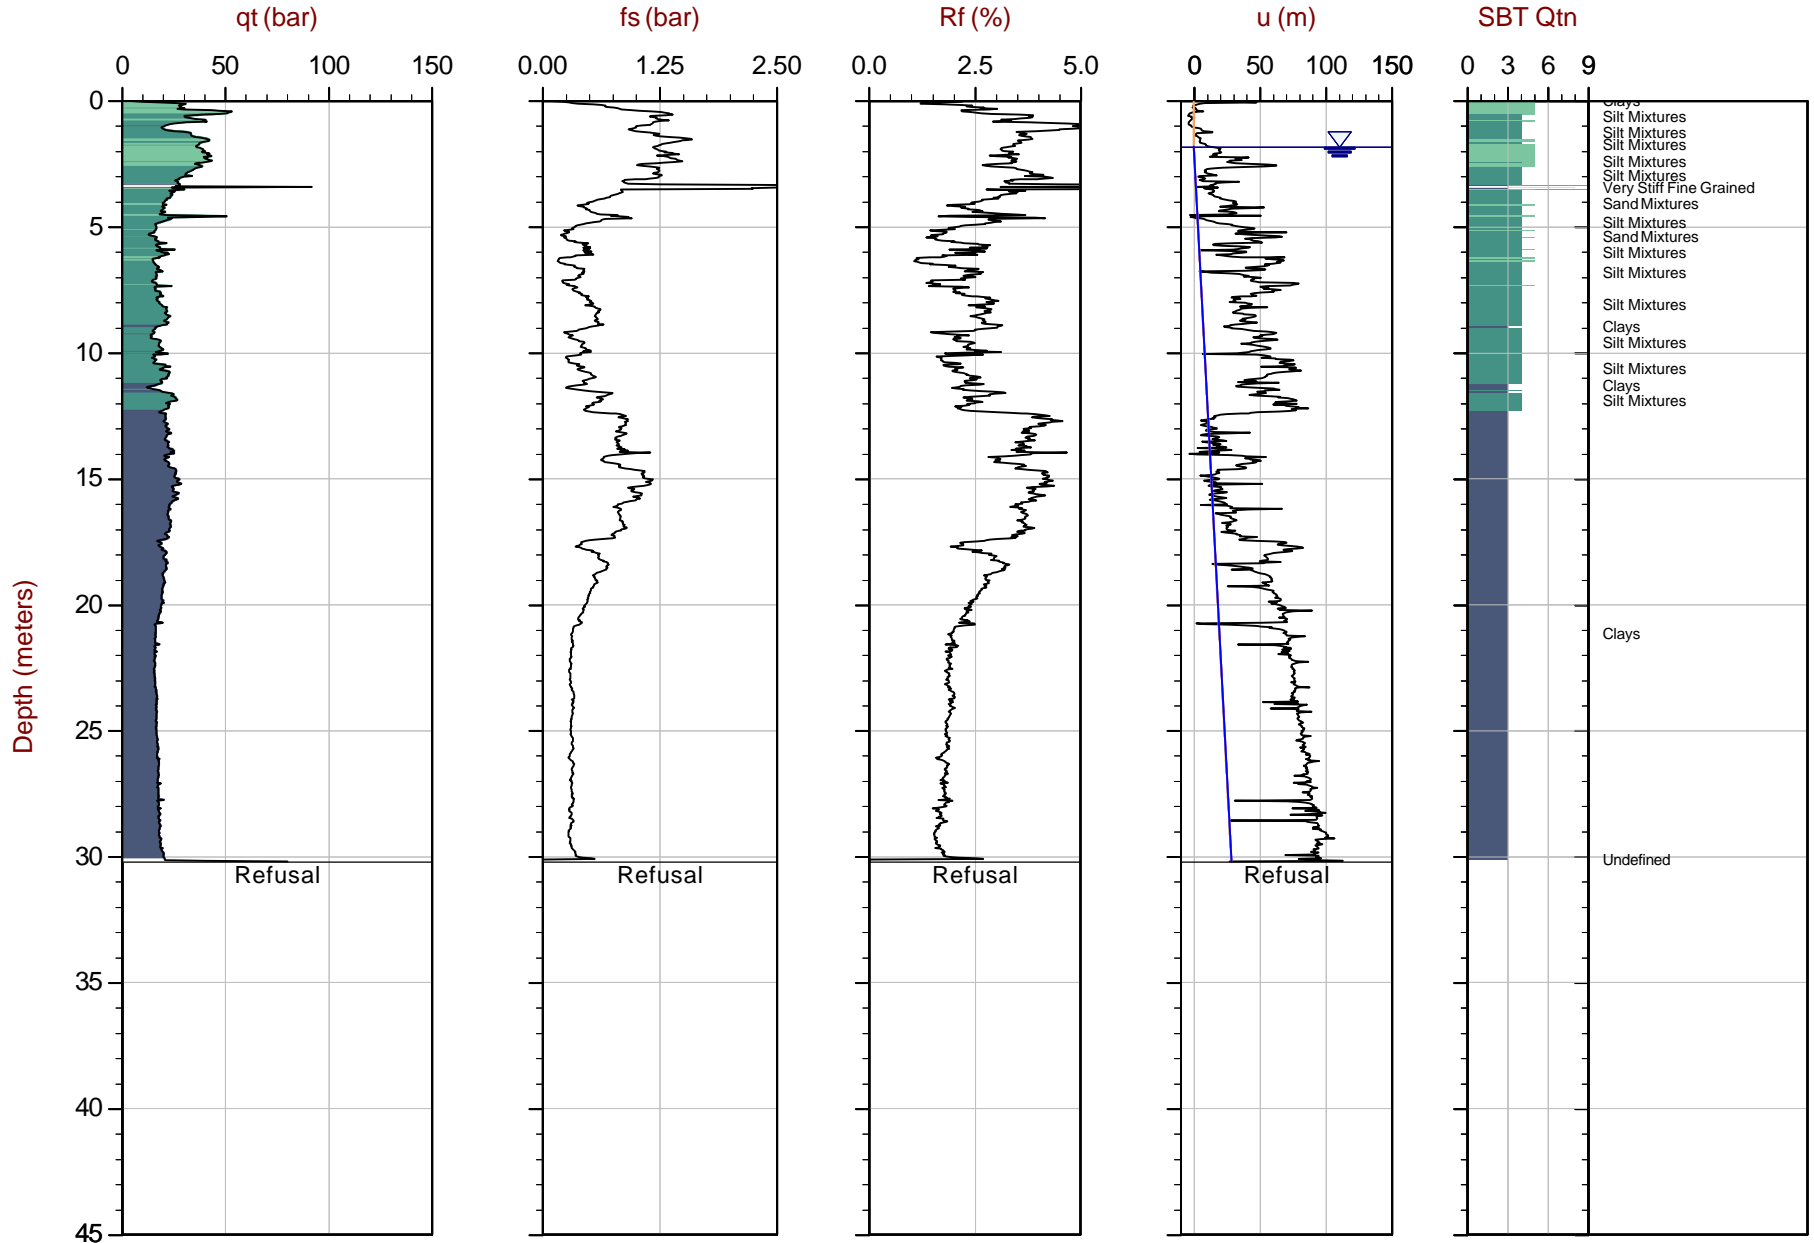 qt (bar)
fs (bar)
Rf (%)
u (m)
SBT Qtn
0 50 100 150
0.00 1.25 2.50
0.0 2.5 5.0
0 50 100 150
0 3 6 9
0
5
10
15
20
25
30
35
40
45
Depth (meters)
Clays
Silt Mixtures
Silt Mixtures
Silt Mixtures
Silt Mixtures
Silt Mixtures
Very Stiff Fine Grained
Sand Mixtures
Silt Mixtures
Sand Mixtures
Silt Mixtures
Silt Mixtures
Silt Mixtures
Clays
Silt Mixtures
Silt Mixtures
Clays
Silt Mixtures
Clays
Undefined
Refusal
Refusal
Refusal
Refusal